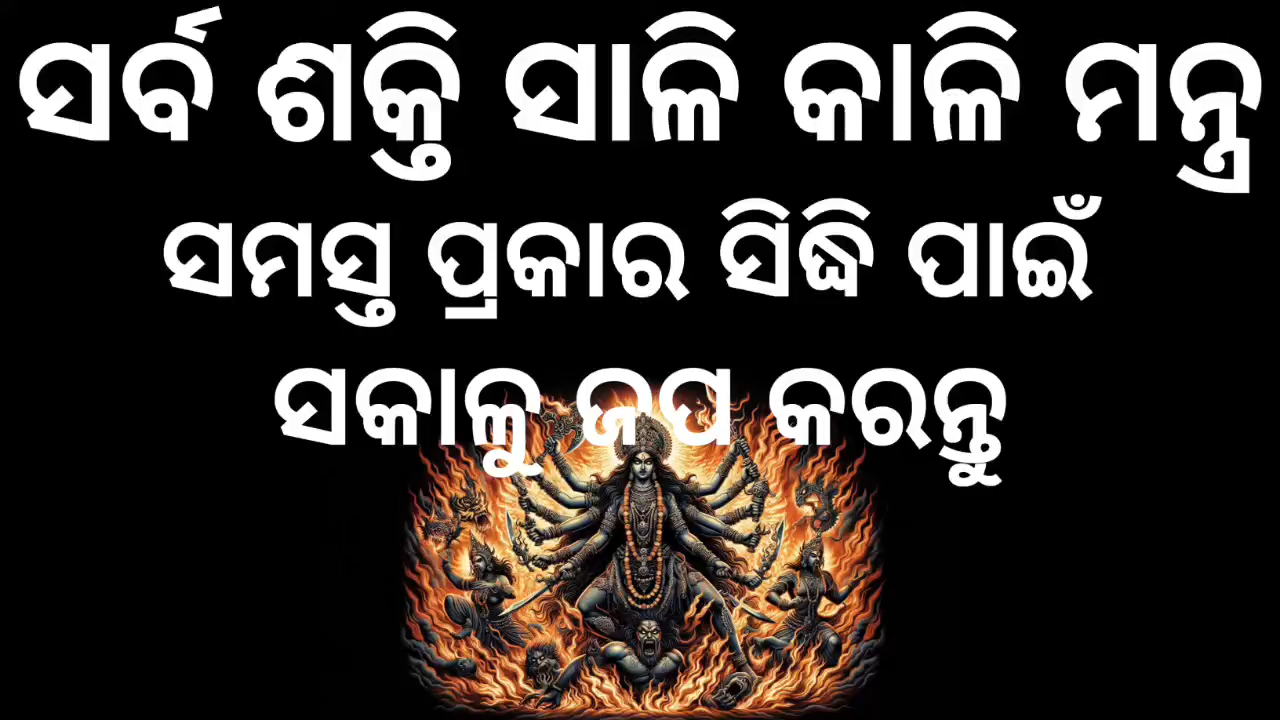 ସର୍ବ ଶକ୍ତି ସାଳି କାଳି ମନ୍ତ୍ର
ସମସ୍ତ ପ୍ରକାର ସିଦ୍ଧି ପାଇଁ
ସକାଳୁ ଜପ କରନ୍ତୁ